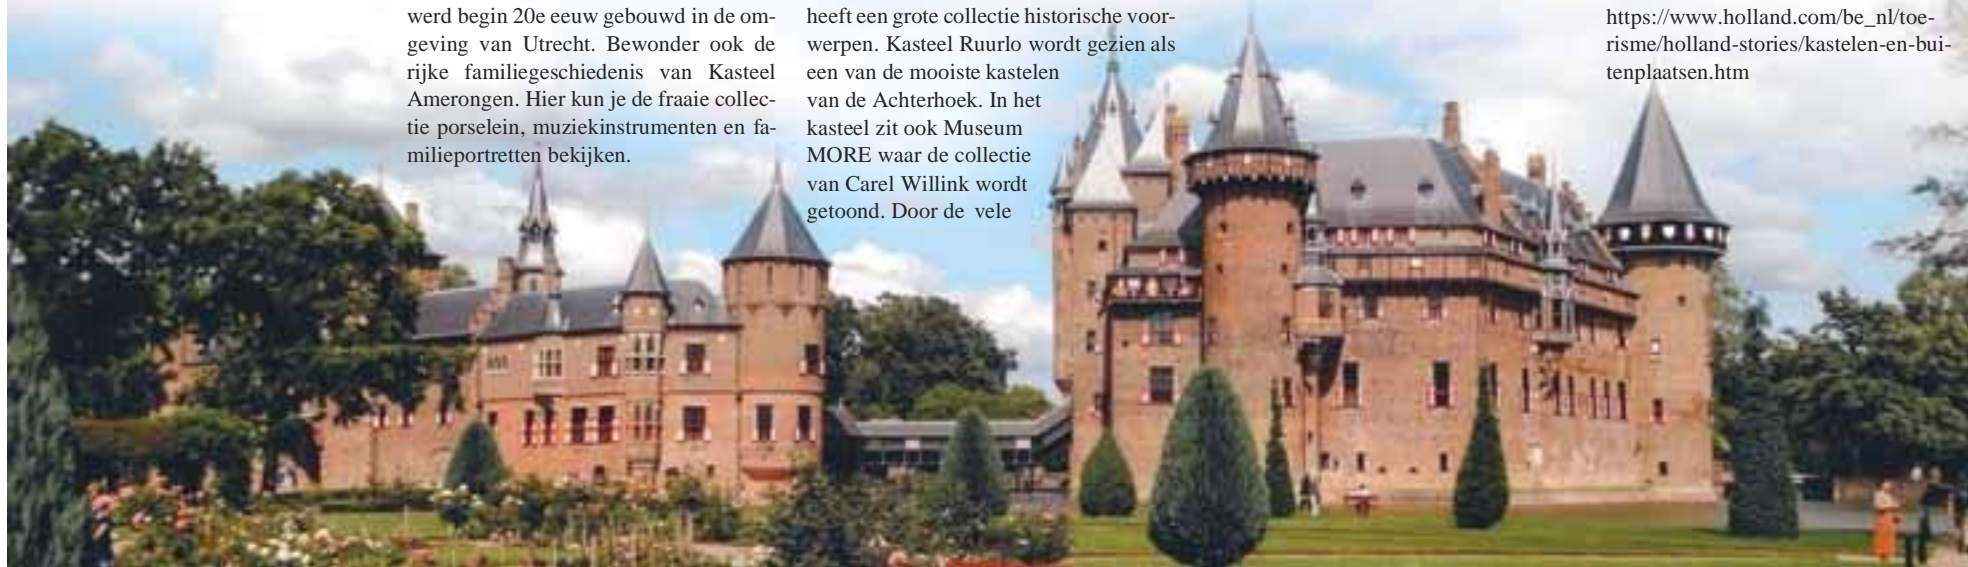 werd begin 20e eeuw gebouwd in de om-
geving van Utrecht. Bewonder ook de
rijke familiegeschiedenis van Kasteel
Amerongen. Hier kun je de fraaie collec-
tie porselein, muziekinstrumenten en fa-
milieportretten bekijken.
heeft een grote collectie historische voor-
werpen. Kasteel Ruurlo wordt gezien als
een van de mooiste kastelen
van de Achterhoek. In het
kasteel zit ook Museum
MORE waar de collectie
van Carel Willink wordt
getoond. Door de vele
https://www.holland.com/be_nl/toe-
risme/holland-stories/kastelen-en-bui-
tenplaatsen.htm